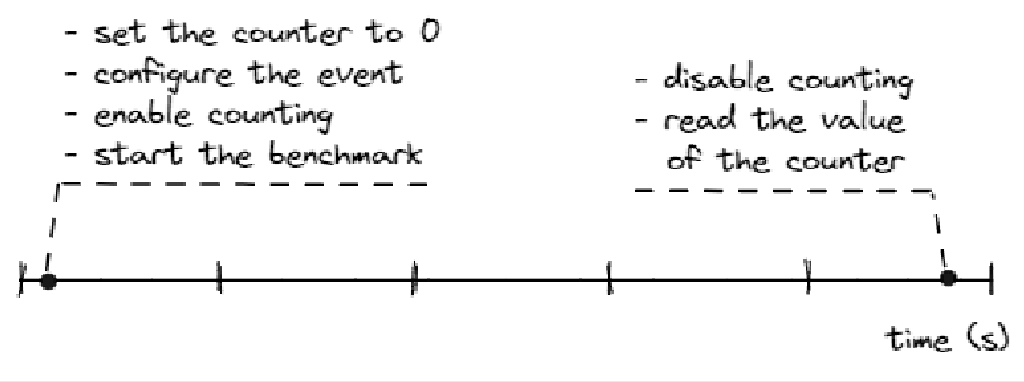 - set the counter to 0
- configure the event
- enable counting
- start the benchmark
- disable counting
- read the value
of the counter
time (s)